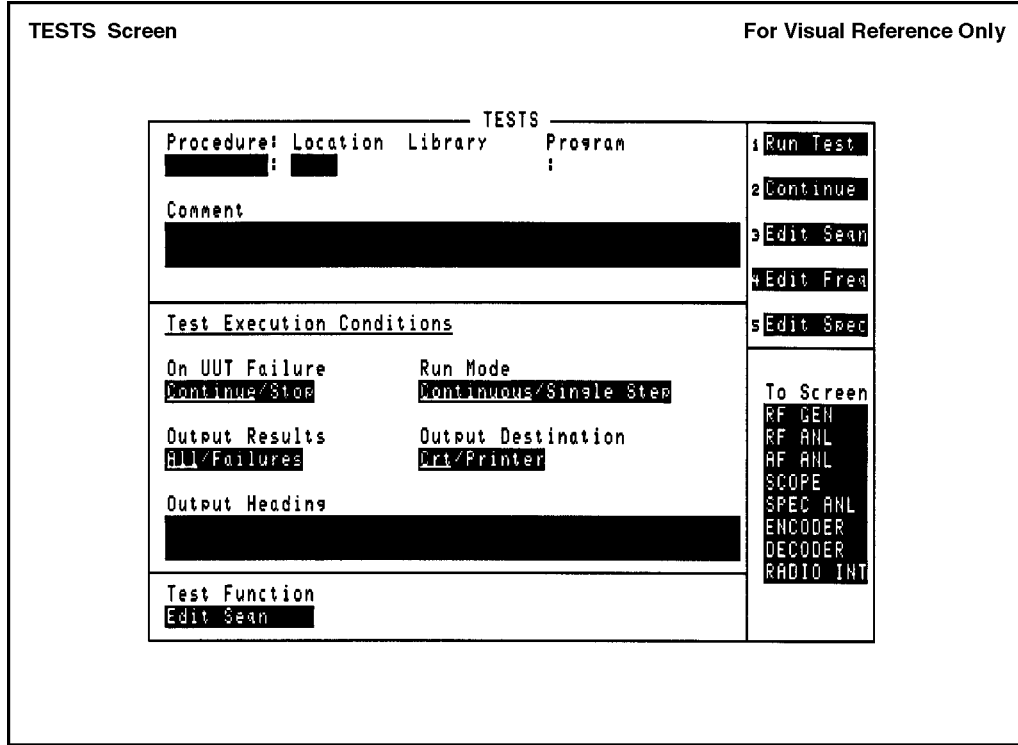 TESTS Screen
For Visual Reference Only
TESTS
Procedure: Location Library Program
: :
Comment
Test Execution Conditions
On UUT Failure Run Mode
Continue/Stop Continuous/Single Step
Output Results Output Destination
All/Failures Crt/Printer
Output Heading
Test Function
Edit Seqn
1 Run Test
2 Continue
3 Edit Seqn
4 Edit Freq
5 Edit Spec
To Screen
RF GEN
RF ANL
AF ANL
SCOPE
SPEC ANL
ENCODER
DECODER
RADIO INT